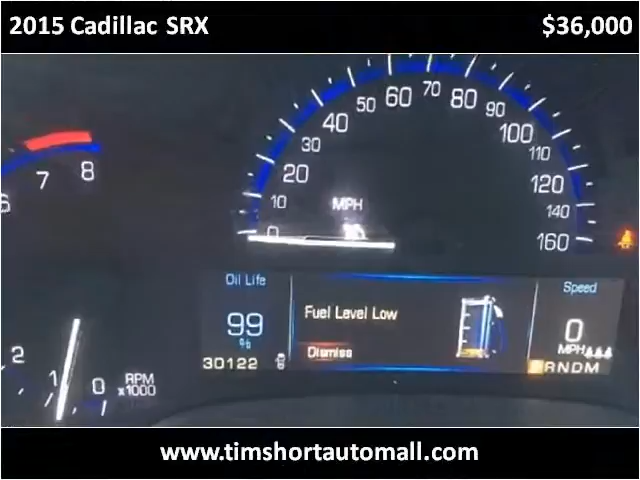 2015 Cadillac SRX $36,000
50 60 70 80 90
40 100
30 110
20 120
10 MPH 140
0 160
6 7 8
Oil Life Fuel Level Low Speed
99 % 0 MPH
30122 Dismiss RNDM
2 1 0 RPM x1000
www.timshortautomall.com